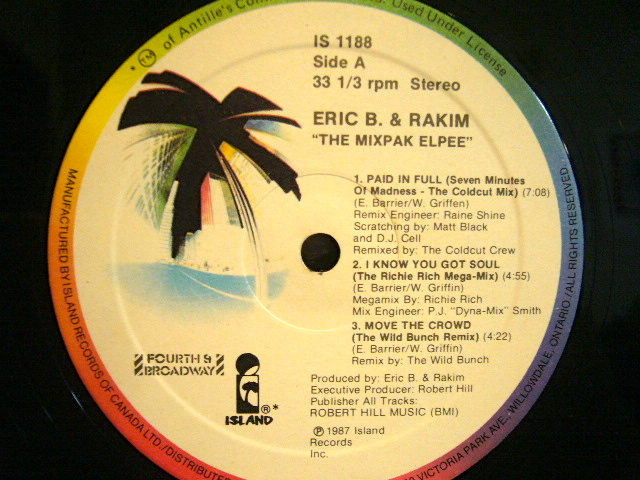 of Antille's
Used Under License
IS 1188
Side A
33 1/3 rpm Stereo
ERIC B. & RAKIM
"THE MIXPAK ELPEE"
1. PAID IN FULL (Seven Minutes
Of Madness - The Coldcut Mix) (7:08)
(E. Barrier/W. Griffen)
Remix Engineer: Raine Shine
Scratching by: Matt Black
and D.J. Cell
Remixed by: The Coldcut Crew
2. I KNOW YOU GOT SOUL
(The Richie Rich Mega-Mix) (4:55)
(E. Barrier/W. Griffin)
Megamix By: Richie Rich
Mix Engineer: P.J. "Dyna-Mix" Smith
3. MOVE THE CROWD
(The Wild Bunch Remix) (4:22)
(E. Barrier/W. Griffin)
Remix by: The Wild Bunch
FOURTH &
BROADWAY
ISLAND ®*
Produced by: Eric B. & Rakim
Executive Producer: Robert Hill
Publisher All Tracks:
ROBERT HILL MUSIC (BMI)
℗ 1987 Island
Records
Inc.
MANUFACTURED BY ISLAND RECORDS OF CANADA LTD./DISTRIBUTED
VICTORIA PARK AVE., WILLOWDALE, ONTARIO./ALL RIGHTS RESERVED.